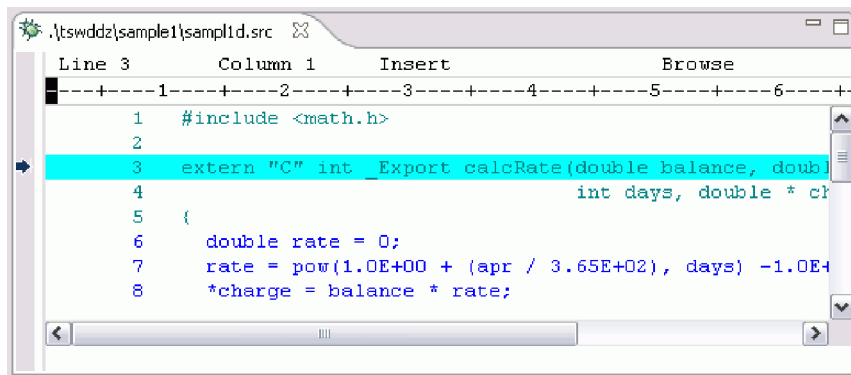 .\tswddz\sample1\sampl1d.src
Line 3 Column 1 Insert Browse
----+----1----+----2----+----3----+----4----+----5----+----6----+-
1 #include <math.h>
2
3 extern "C" int _Export calcRate(double balance, doubl
4 int days, double * ch
5 {
6 double rate = 0;
7 rate = pow(1.0E+00 + (apr / 3.65E+02), days) -1.0E+
8 *charge = balance * rate;